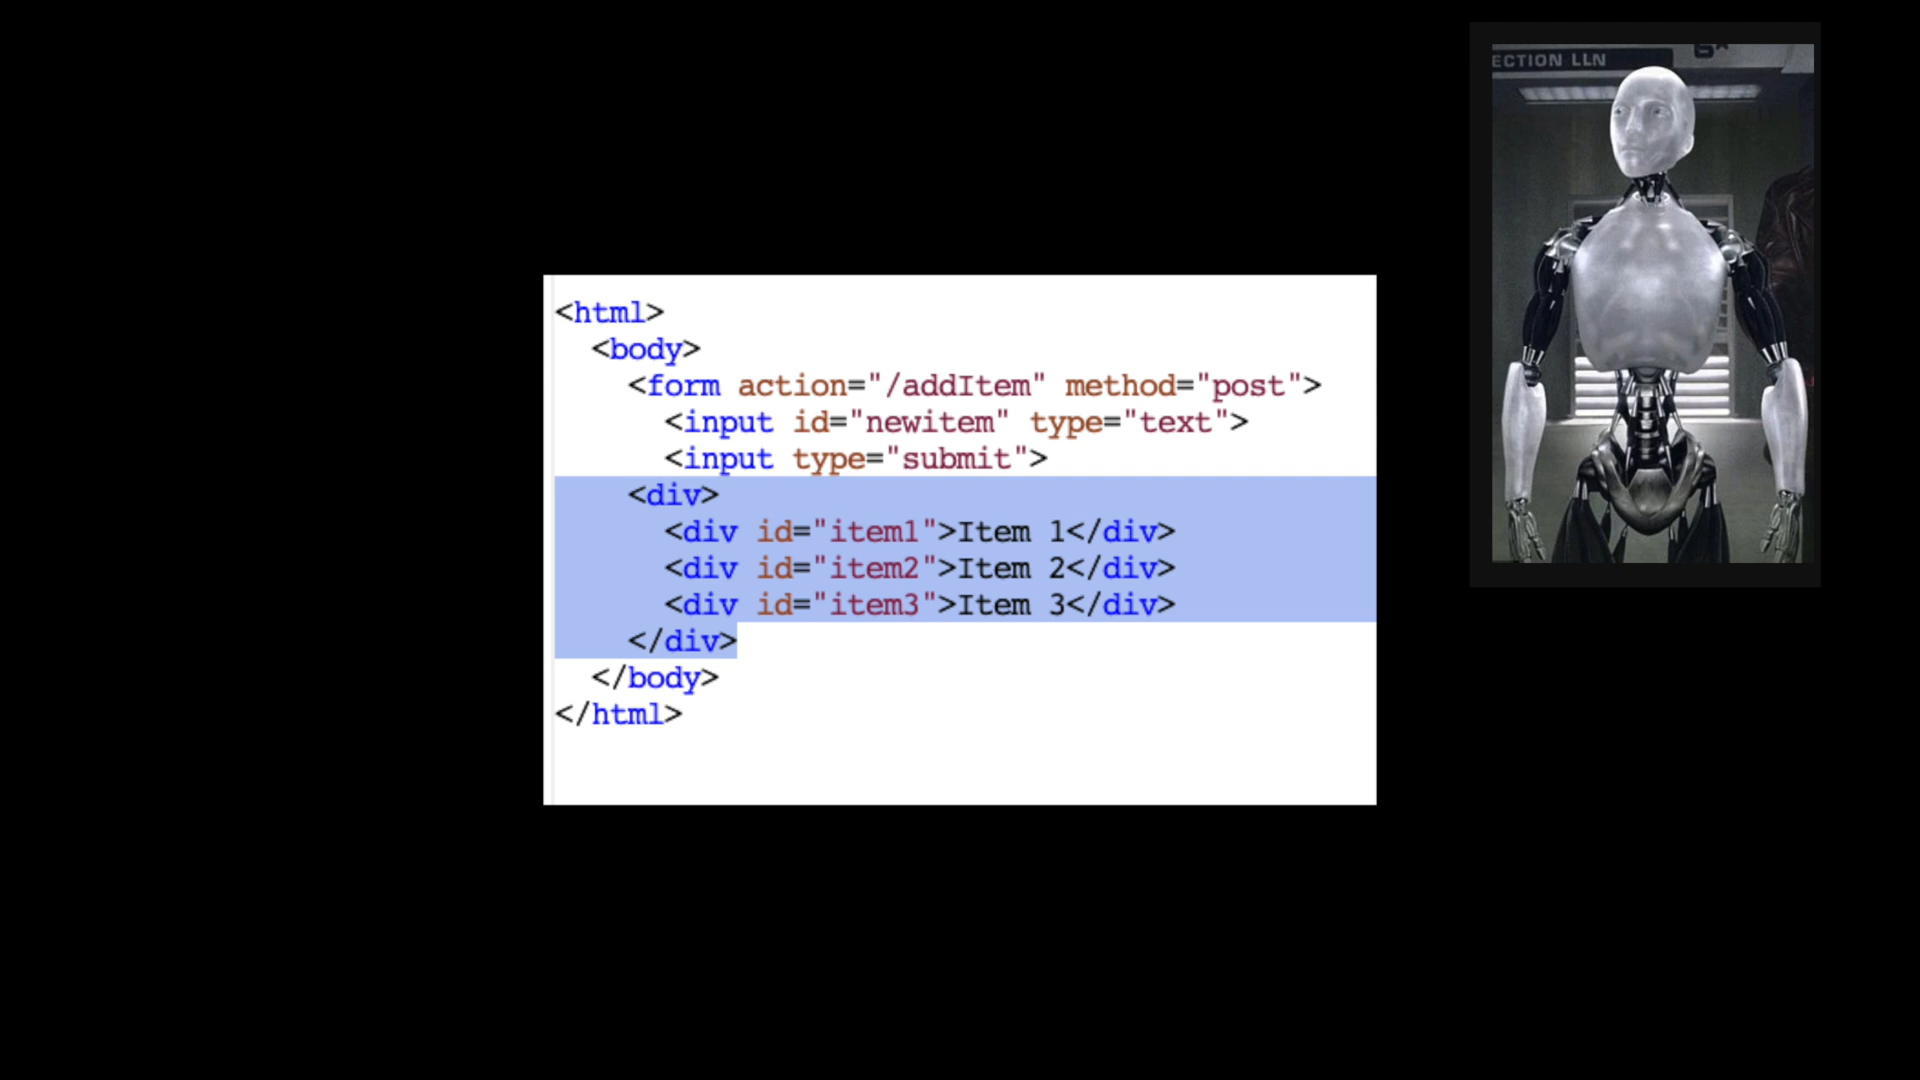 <html>
<body>
<form action="/addItem" method="post">
<input id="newitem" type="text">
<input type="submit">
<div>
<div id="item1">Item 1</div>
<div id="item2">Item 2</div>
<div id="item3">Item 3</div>
</div>
</body>
</html>
ECTION LLN